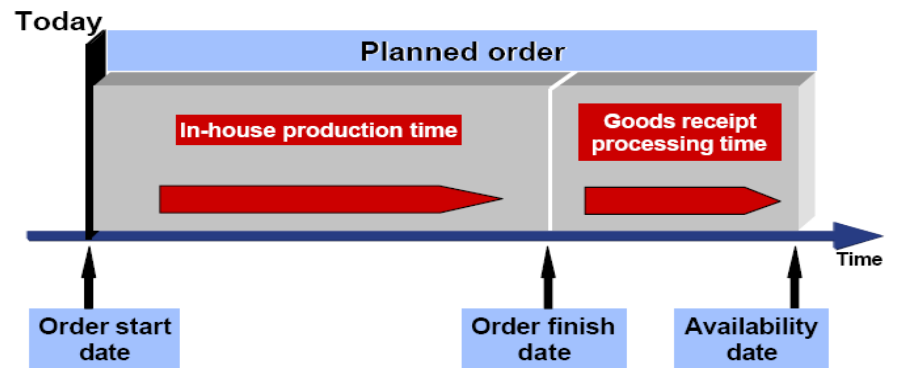 Today
Planned order
In-house production time
Goods receipt
processing time
Time
Order start
date
Order finish
date
Availability
date